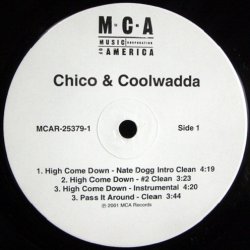 M•C•A
MUSIC CORPORATION
OF AMERICA
Chico & Coolwadda
MCAR-25379-1 Side 1
1. High Come Down - Nate Dogg Intro Clean 4:19
2. High Come Down - #2 Clean 3:23
3. High Come Down - Instrumental 4:20
3. Pass It Around - Clean 3:44
℗ 2001 MCA Records